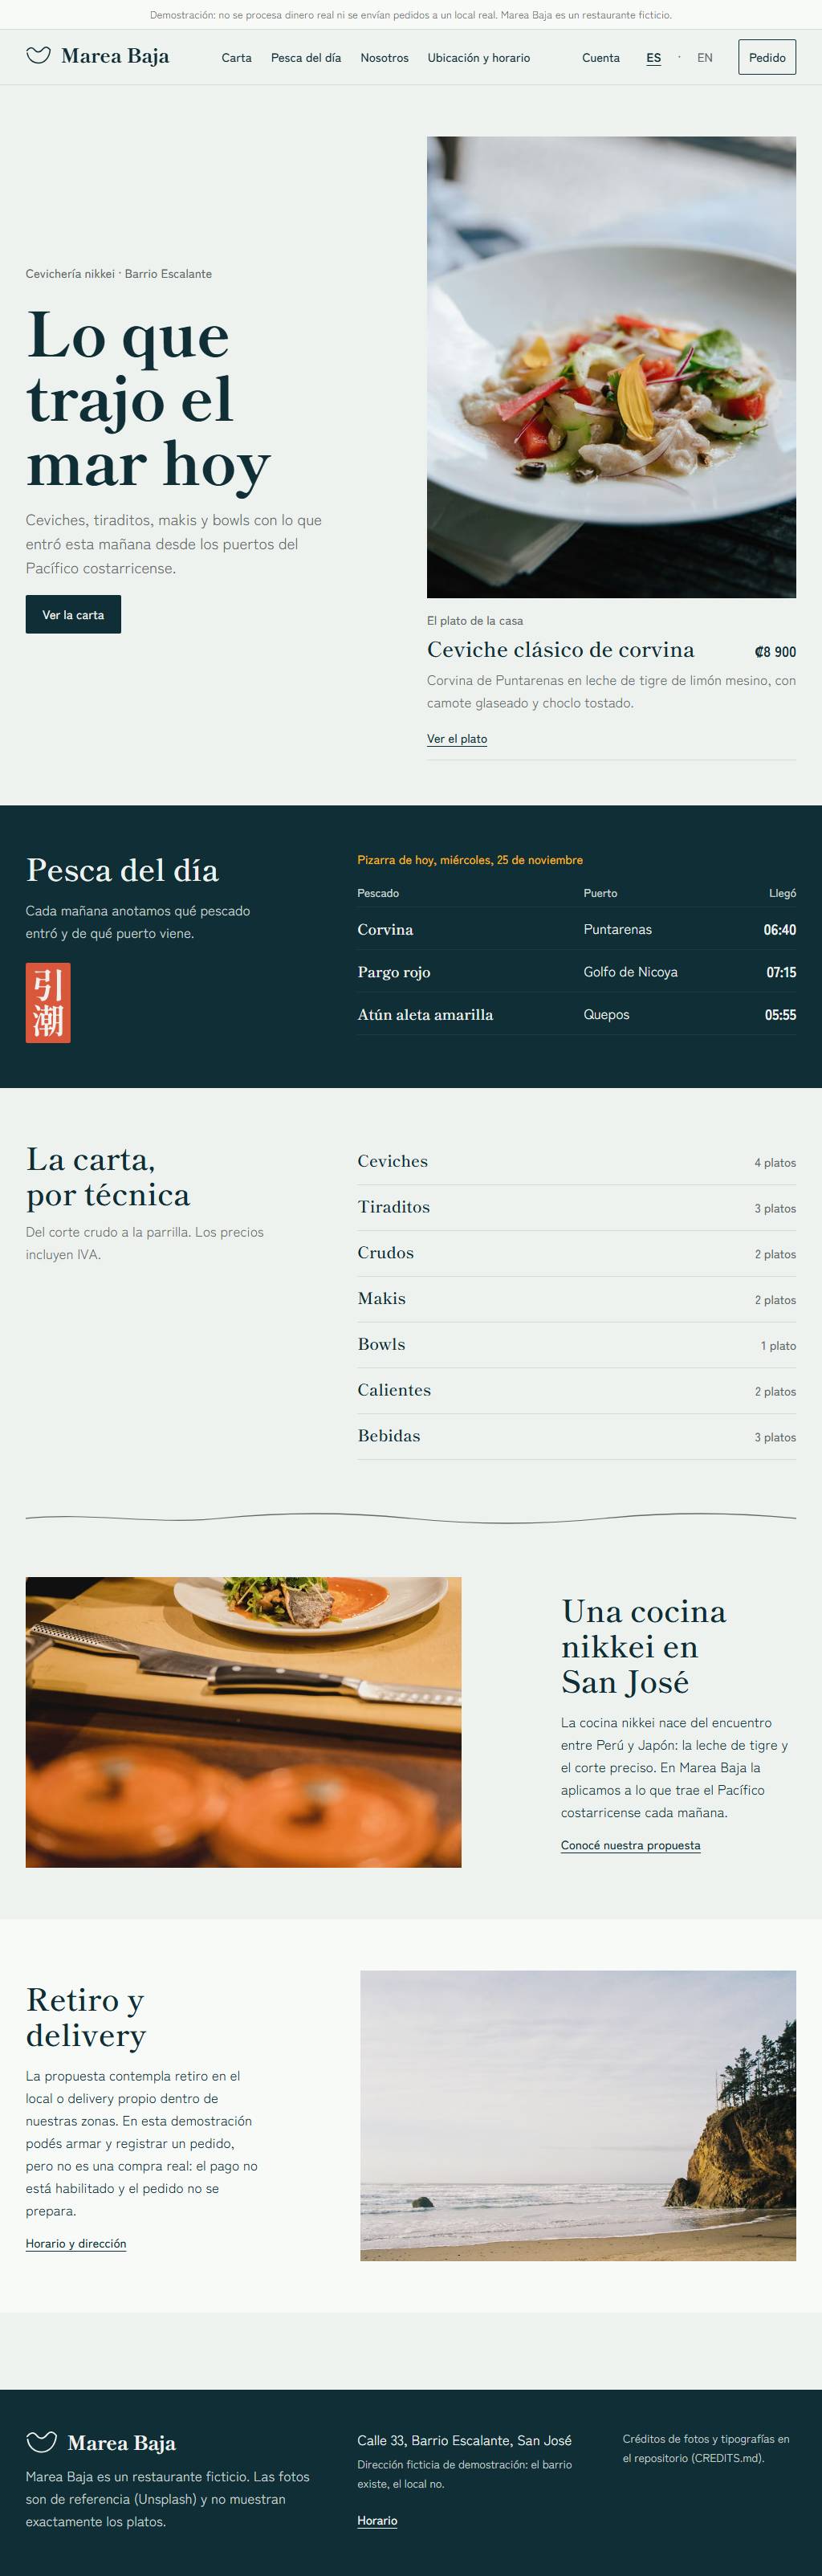 Demostración: no se procesa dinero real ni se envían pedidos a un local real. Marea Baja es un restaurante ficticio.
Marea Baja
Carta
Pesca del día
Nosotros
Ubicación y horario
Cuenta
ES · EN
Pedido
Cevichería nikkei · Barrio Escalante
Lo que
trajo el
mar hoy
Ceviches, tiraditos, makis y bowls con lo que
entró esta mañana desde los puertos del
Pacífico costarricense.
Ver la carta
El plato de la casa
Ceviche clásico de corvina ₡8 900
Corvina de Puntarenas en leche de tigre de limón mesino, con
camote glaseado y choclo tostado.
Ver el plato
Pesca del día
Cada mañana anotamos qué pescado
entró y de qué puerto viene.
引潮
Pizarra de hoy, miércoles, 25 de noviembre
Pescado Puerto Llegó
Corvina Puntarenas 06:40
Pargo rojo Golfo de Nicoya 07:15
Atún aleta amarilla Quepos 05:55
La carta,
por técnica
Del corte crudo a la parrilla. Los precios
incluyen IVA.
Ceviches 4 platos
Tiraditos 3 platos
Crudos 2 platos
Makis 2 platos
Bowls 1 plato
Calientes 2 platos
Bebidas 3 platos
Una cocina
nikkei en
San José
La cocina nikkei nace del encuentro
entre Perú y Japón: la leche de tigre y
el corte preciso. En Marea Baja la
aplicamos a lo que trae el Pacífico
costarricense cada mañana.
Conocé nuestra propuesta
Retiro y
delivery
La propuesta contempla retiro en el
local o delivery propio dentro de
nuestras zonas. En esta demostración
podés armar y registrar un pedido,
pero no es una compra real: el pago no
está habilitado y el pedido no se
prepara.
Horario y dirección
Marea Baja
Marea Baja es un restaurante ficticio. Las fotos
son de referencia (Unsplash) y no muestran
exactamente los platos.
Calle 33, Barrio Escalante, San José
Dirección ficticia de demostración: el barrio
existe, el local no.
Horario
Créditos de fotos y tipografías en
el repositorio (CREDITS.md).